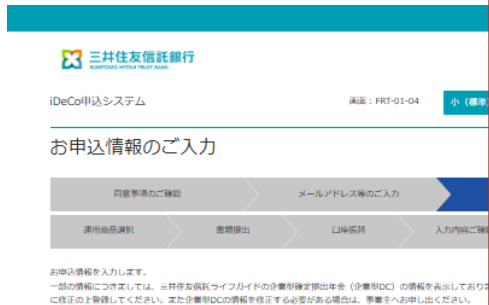 三井住友信託銀行
SUMITOMO MITSUI TRUST BANK
iDeCo申込システム
画面：FRT-01-04
小（標準
お申込情報のご入力
同意事項のご確認
メールアドレス等のご入力
運用商品選択
書類提出
口座振替
入力内容ご確
お申込情報を入力します。
一部の情報につきましては、三井住友信託ライフガイドの企業型確定拠出年金（企業型DC）の情報を表示しており
に修正の上登録してください。また企業型DCの情報を修正する必要がある場合は、事業主へお申し出ください。